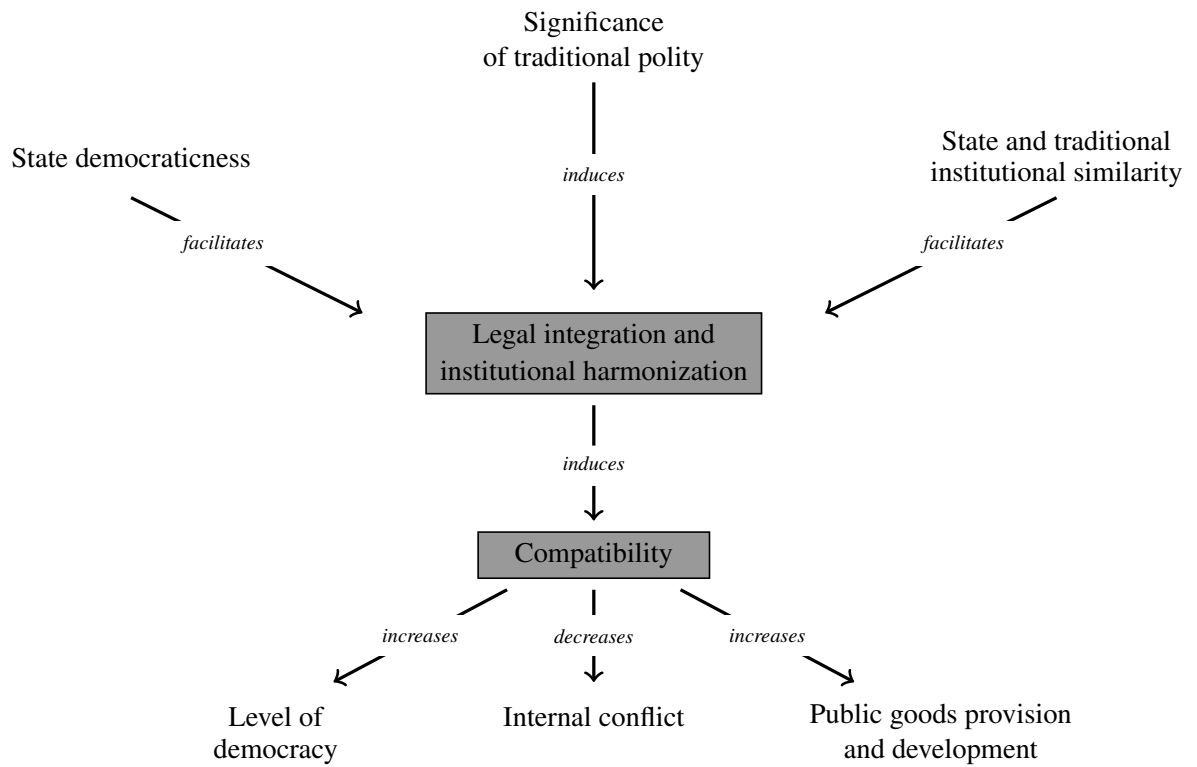 Significance
of traditional polity
State democraticness
State and traditional
institutional similarity
induces
facilitates
facilitates
Legal integration and
institutional harmonization
induces
Compatibility
increases
decreases
increases
Level of
democracy
Internal conflict
Public goods provision
and development